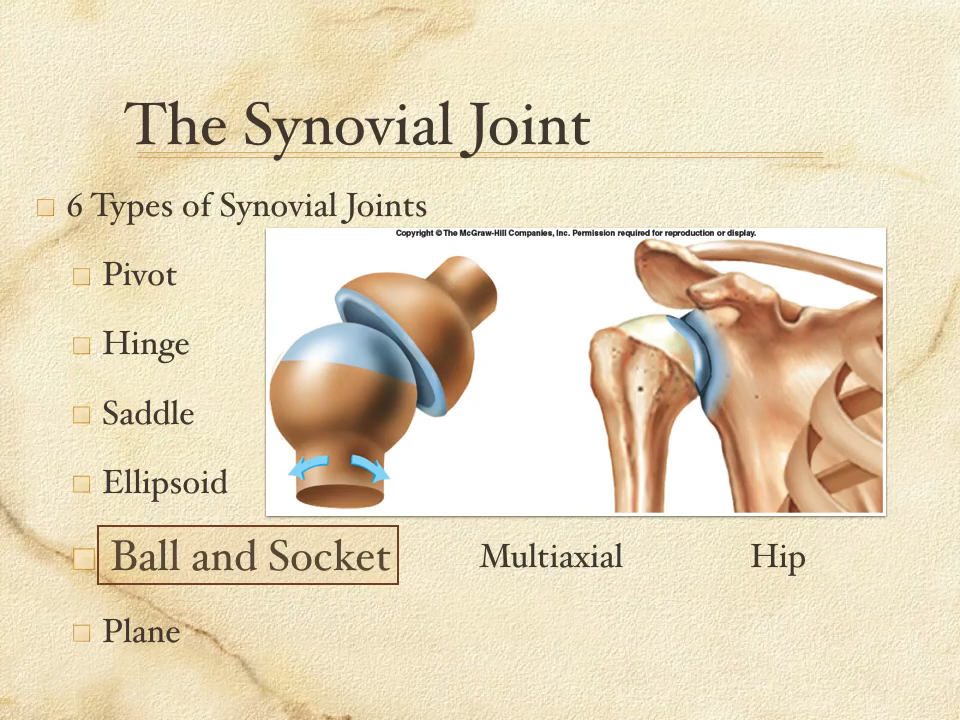 The Synovial Joint
6 Types of Synovial Joints
Copyright © The McGraw-Hill Companies, Inc. Permission required for reproduction or display.
Pivot
Hinge
Saddle
Ellipsoid
Ball and Socket Multiaxial Hip
Plane